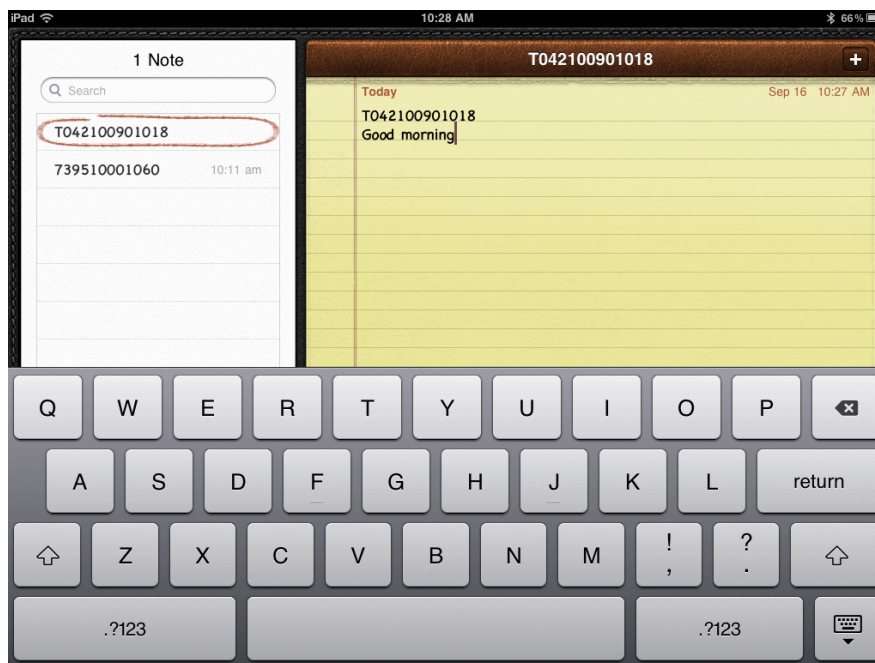 iPad 10:28 AM 66%
1 Note
Search
T042100901018
739510001060 10:11 am
T042100901018 +
Today Sep 16 10:27 AM
T042100901018
Good morning
Q W E R T Y U I O P
A S D F G H J K L return
Z X C V B N M ! , ? .
.?123 .?123